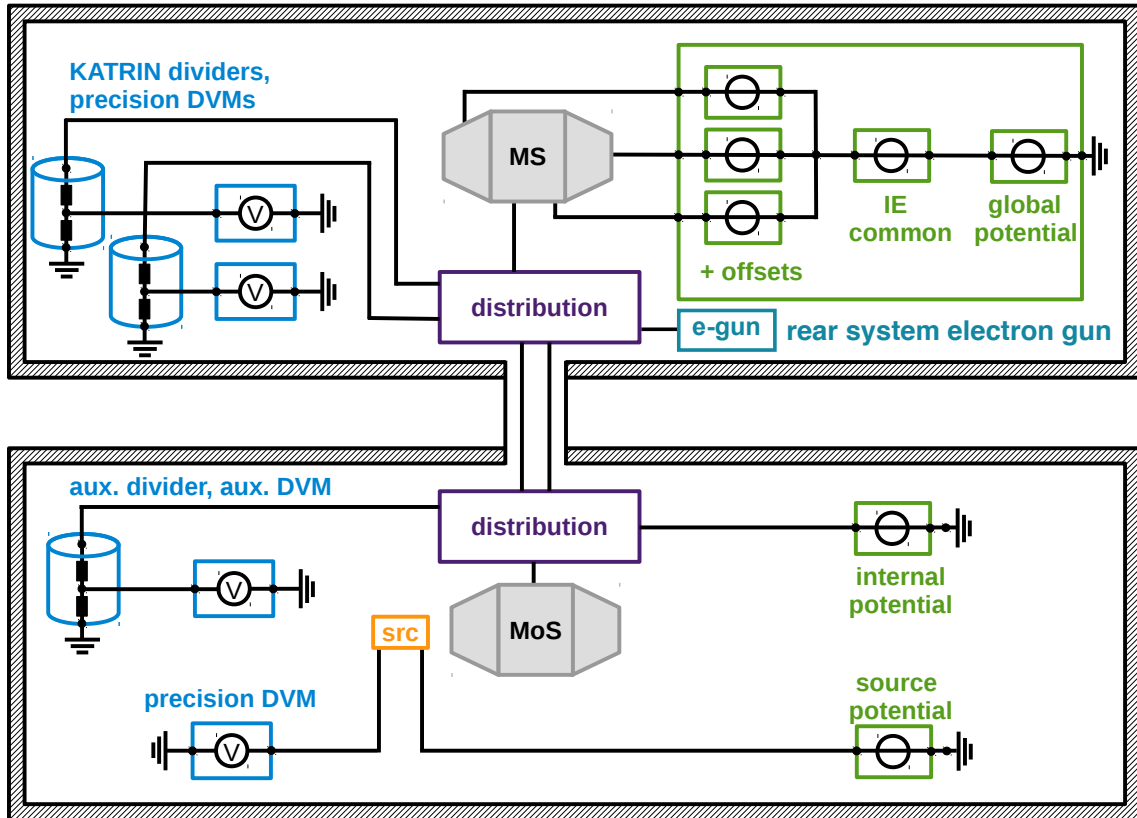 KATRIN dividers,
precision DVMs
MS
V
V
IE
common
global
potential
+ offsets
distribution
e-gun
rear system electron gun
aux. divider, aux. DVM
distribution
V
internal
potential
MoS
src
precision DVM
V
source
potential